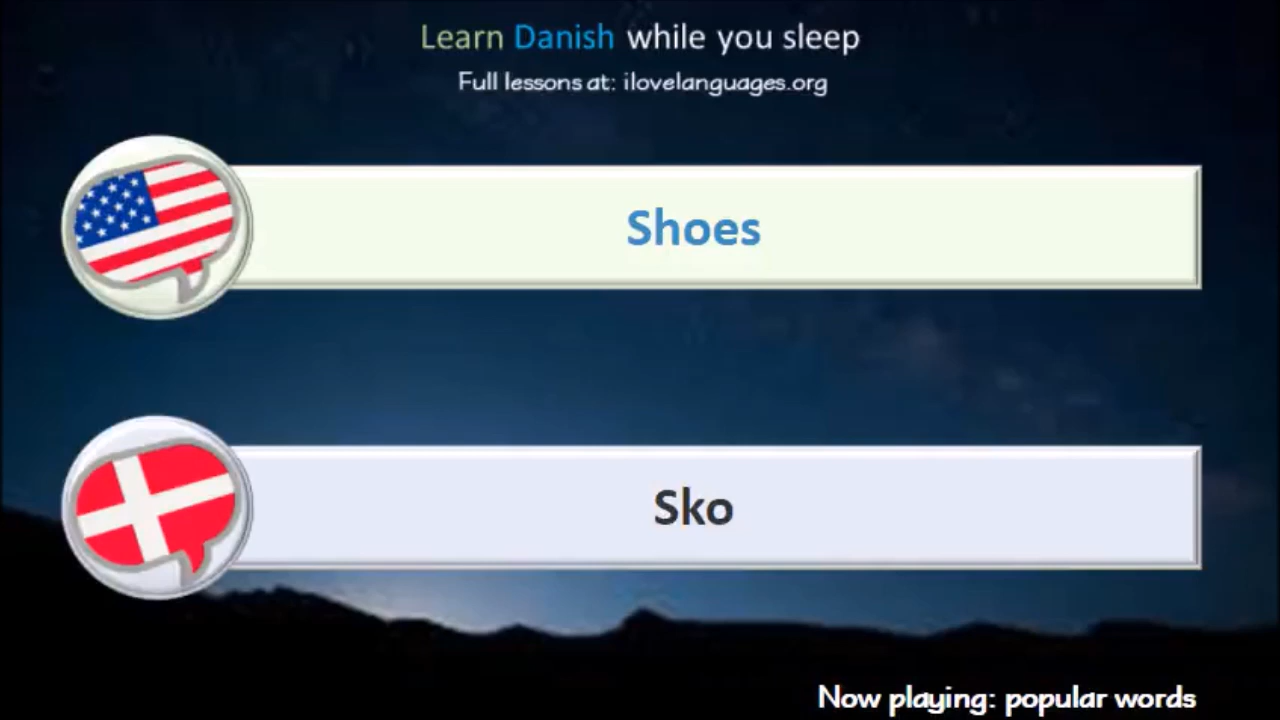 Learn Danish while you sleep
Full lessons at: ilovelanguages.org
Shoes
Sko
Now playing: popular words